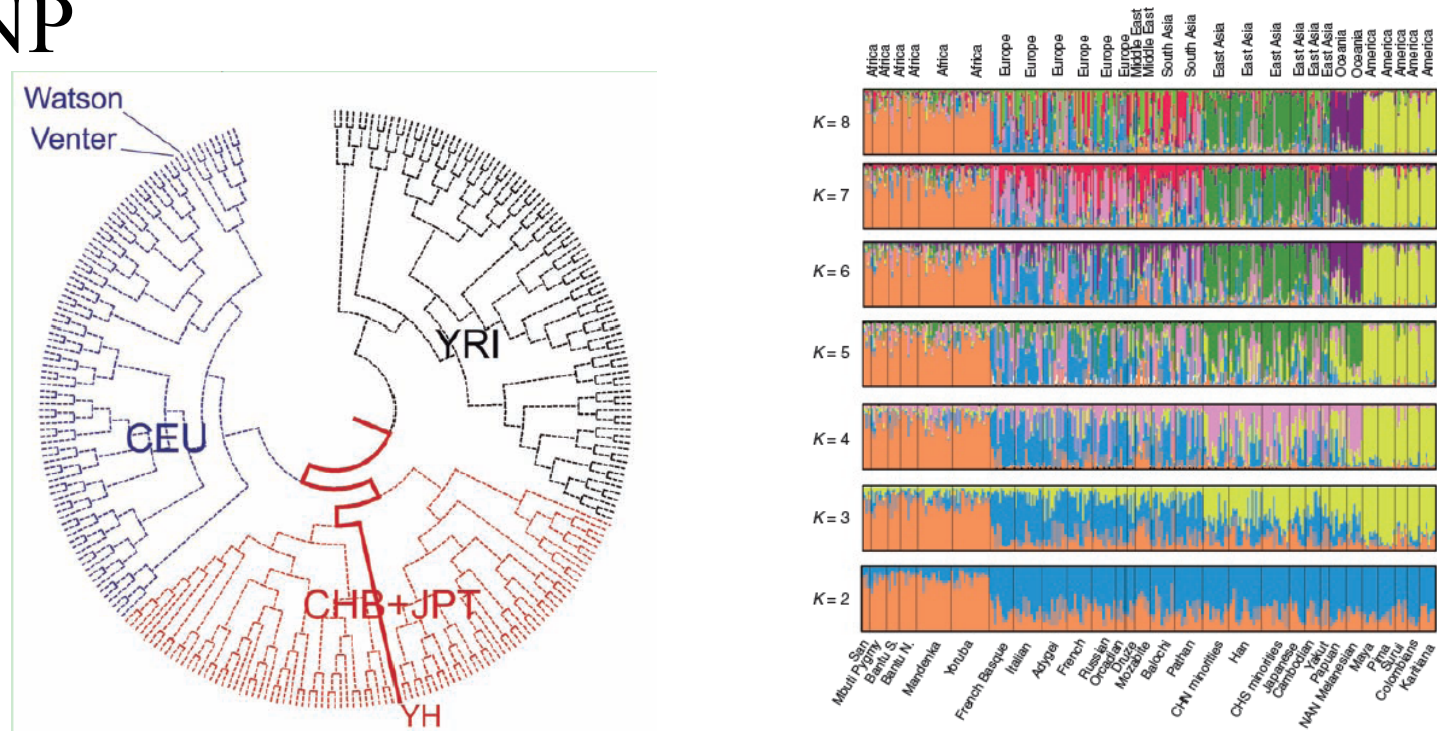 NP
Watson
Venter
YRI
CEU
CHB+JPT
YH
Africa
Africa
Africa
Africa
Africa
Africa
Europe
Europe
Europe
Europe
Europe
Europe
Middle East
Middle East
South Asia
South Asia
East Asia
East Asia
East Asia
East Asia
East Asia
East Asia
Oceania
Oceania
America
America
America
America
America
K = 8
K = 7
K = 6
K = 5
K = 4
K = 3
K = 2
San
Mbuti Pygmy
Bantu S.
Bantu N.
Mandenka
Yoruba
French Basque
Italian
Adygei
French
Russian
Orcadian
Druze
Mozabite
Balochi
Pathan
CHN minorities
Han
CHS minorities
Japanese
Cambodian
Yakut
Papuan
NAN Melanesian
Maya
Pima
Surui
Colombians
Karitiana